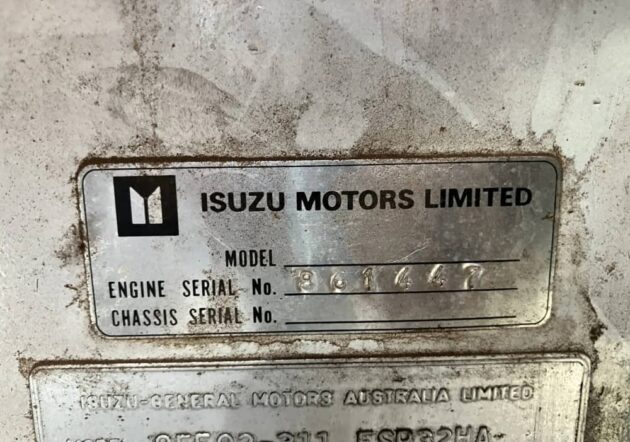 ISUZU MOTORS LIMITED
MODEL
ENGINE SERIAL No. 861447
CHASSIS SERIAL No.
ISUZU-GENERAL MOTORS AUSTRALIA LIMITED